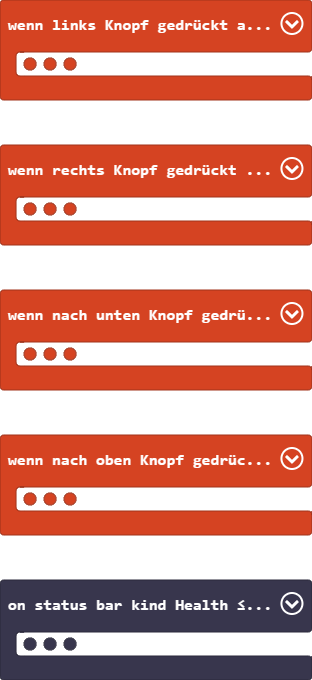 wenn links Knopf gedrückt a...
wenn rechts Knopf gedrückt ...
wenn nach unten Knopf gedrü...
wenn nach oben Knopf gedrüc...
on status bar kind Health ≤...